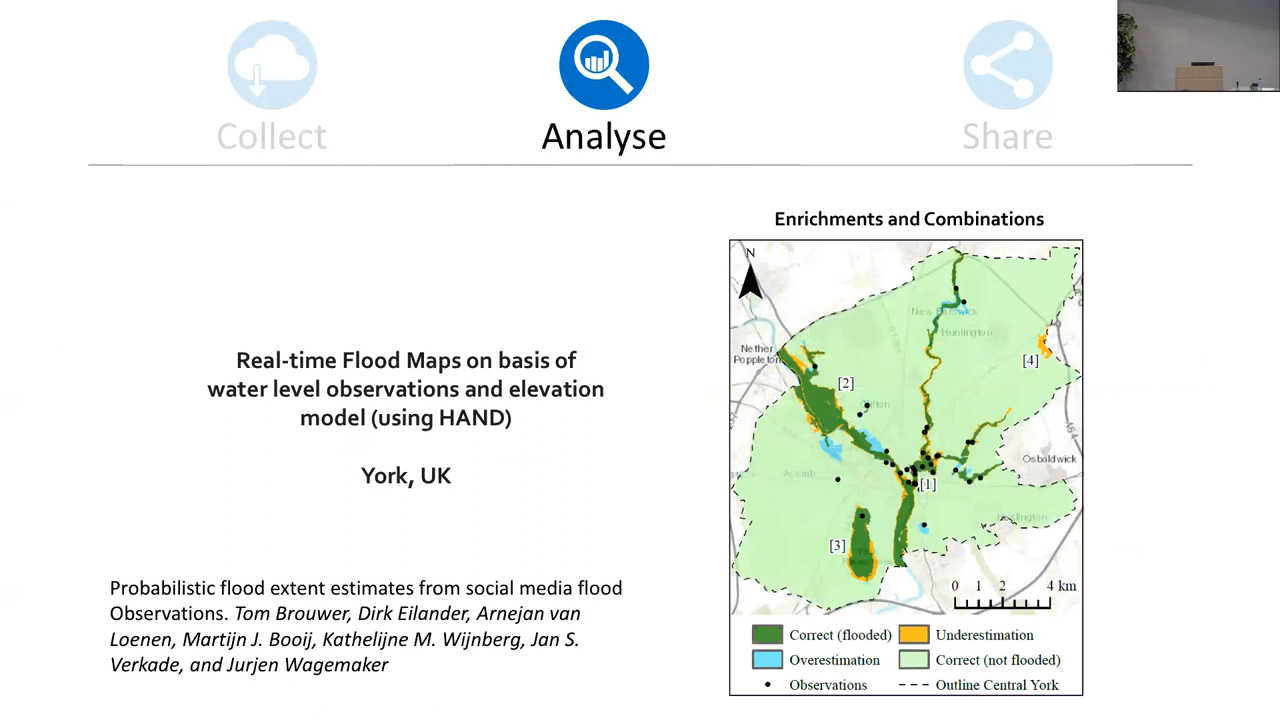 Collect
Analyse
Share
Enrichments and Combinations
Real-time Flood Maps on basis of
water level observations and elevation
model (using HAND)
York, UK
Probabilistic flood extent estimates from social media flood
Observations. Tom Brouwer, Dirk Eilander, Arnejan van
Loenen, Martijn J. Booij, Kathelijne M. Wijnberg, Jan S.
Verkade, and Jurjen Wagemaker
N
Huntington
Nether
Poppleton
[4]
[2]
A64
Osbaldwick
[1]
[3]
0 1 2 4 km
Correct (flooded)
Underestimation
Overestimation
Correct (not flooded)
Observations
Outline Central York